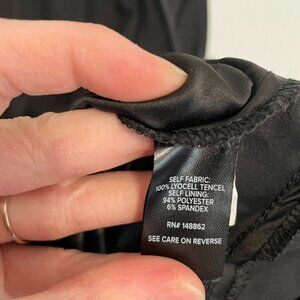 SELF FABRIC:
100% LYOCELL TENCEL
SELF LINING:
94% POLYESTER
6% SPANDEX
RN# 148862
SEE CARE ON REVERSE